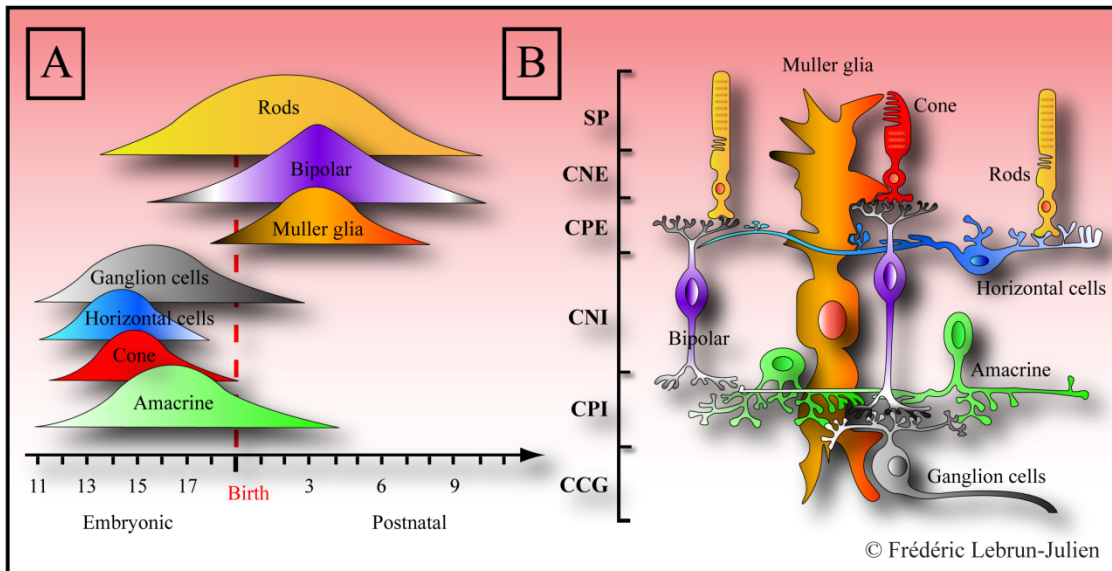 A
Rods
Bipolar
Muller glia
Ganglion cells
Horizontal cells
Cone
Amacrine
11 13 15 17 Birth 3 6 9
Embryonic Postnatal
B
SP
CNE
CPE
CNI
CPI
CCG
Muller glia
Cone
Rods
Horizontal cells
Bipolar
Amacrine
Ganglion cells
© Frédéric Lebrun-Julien